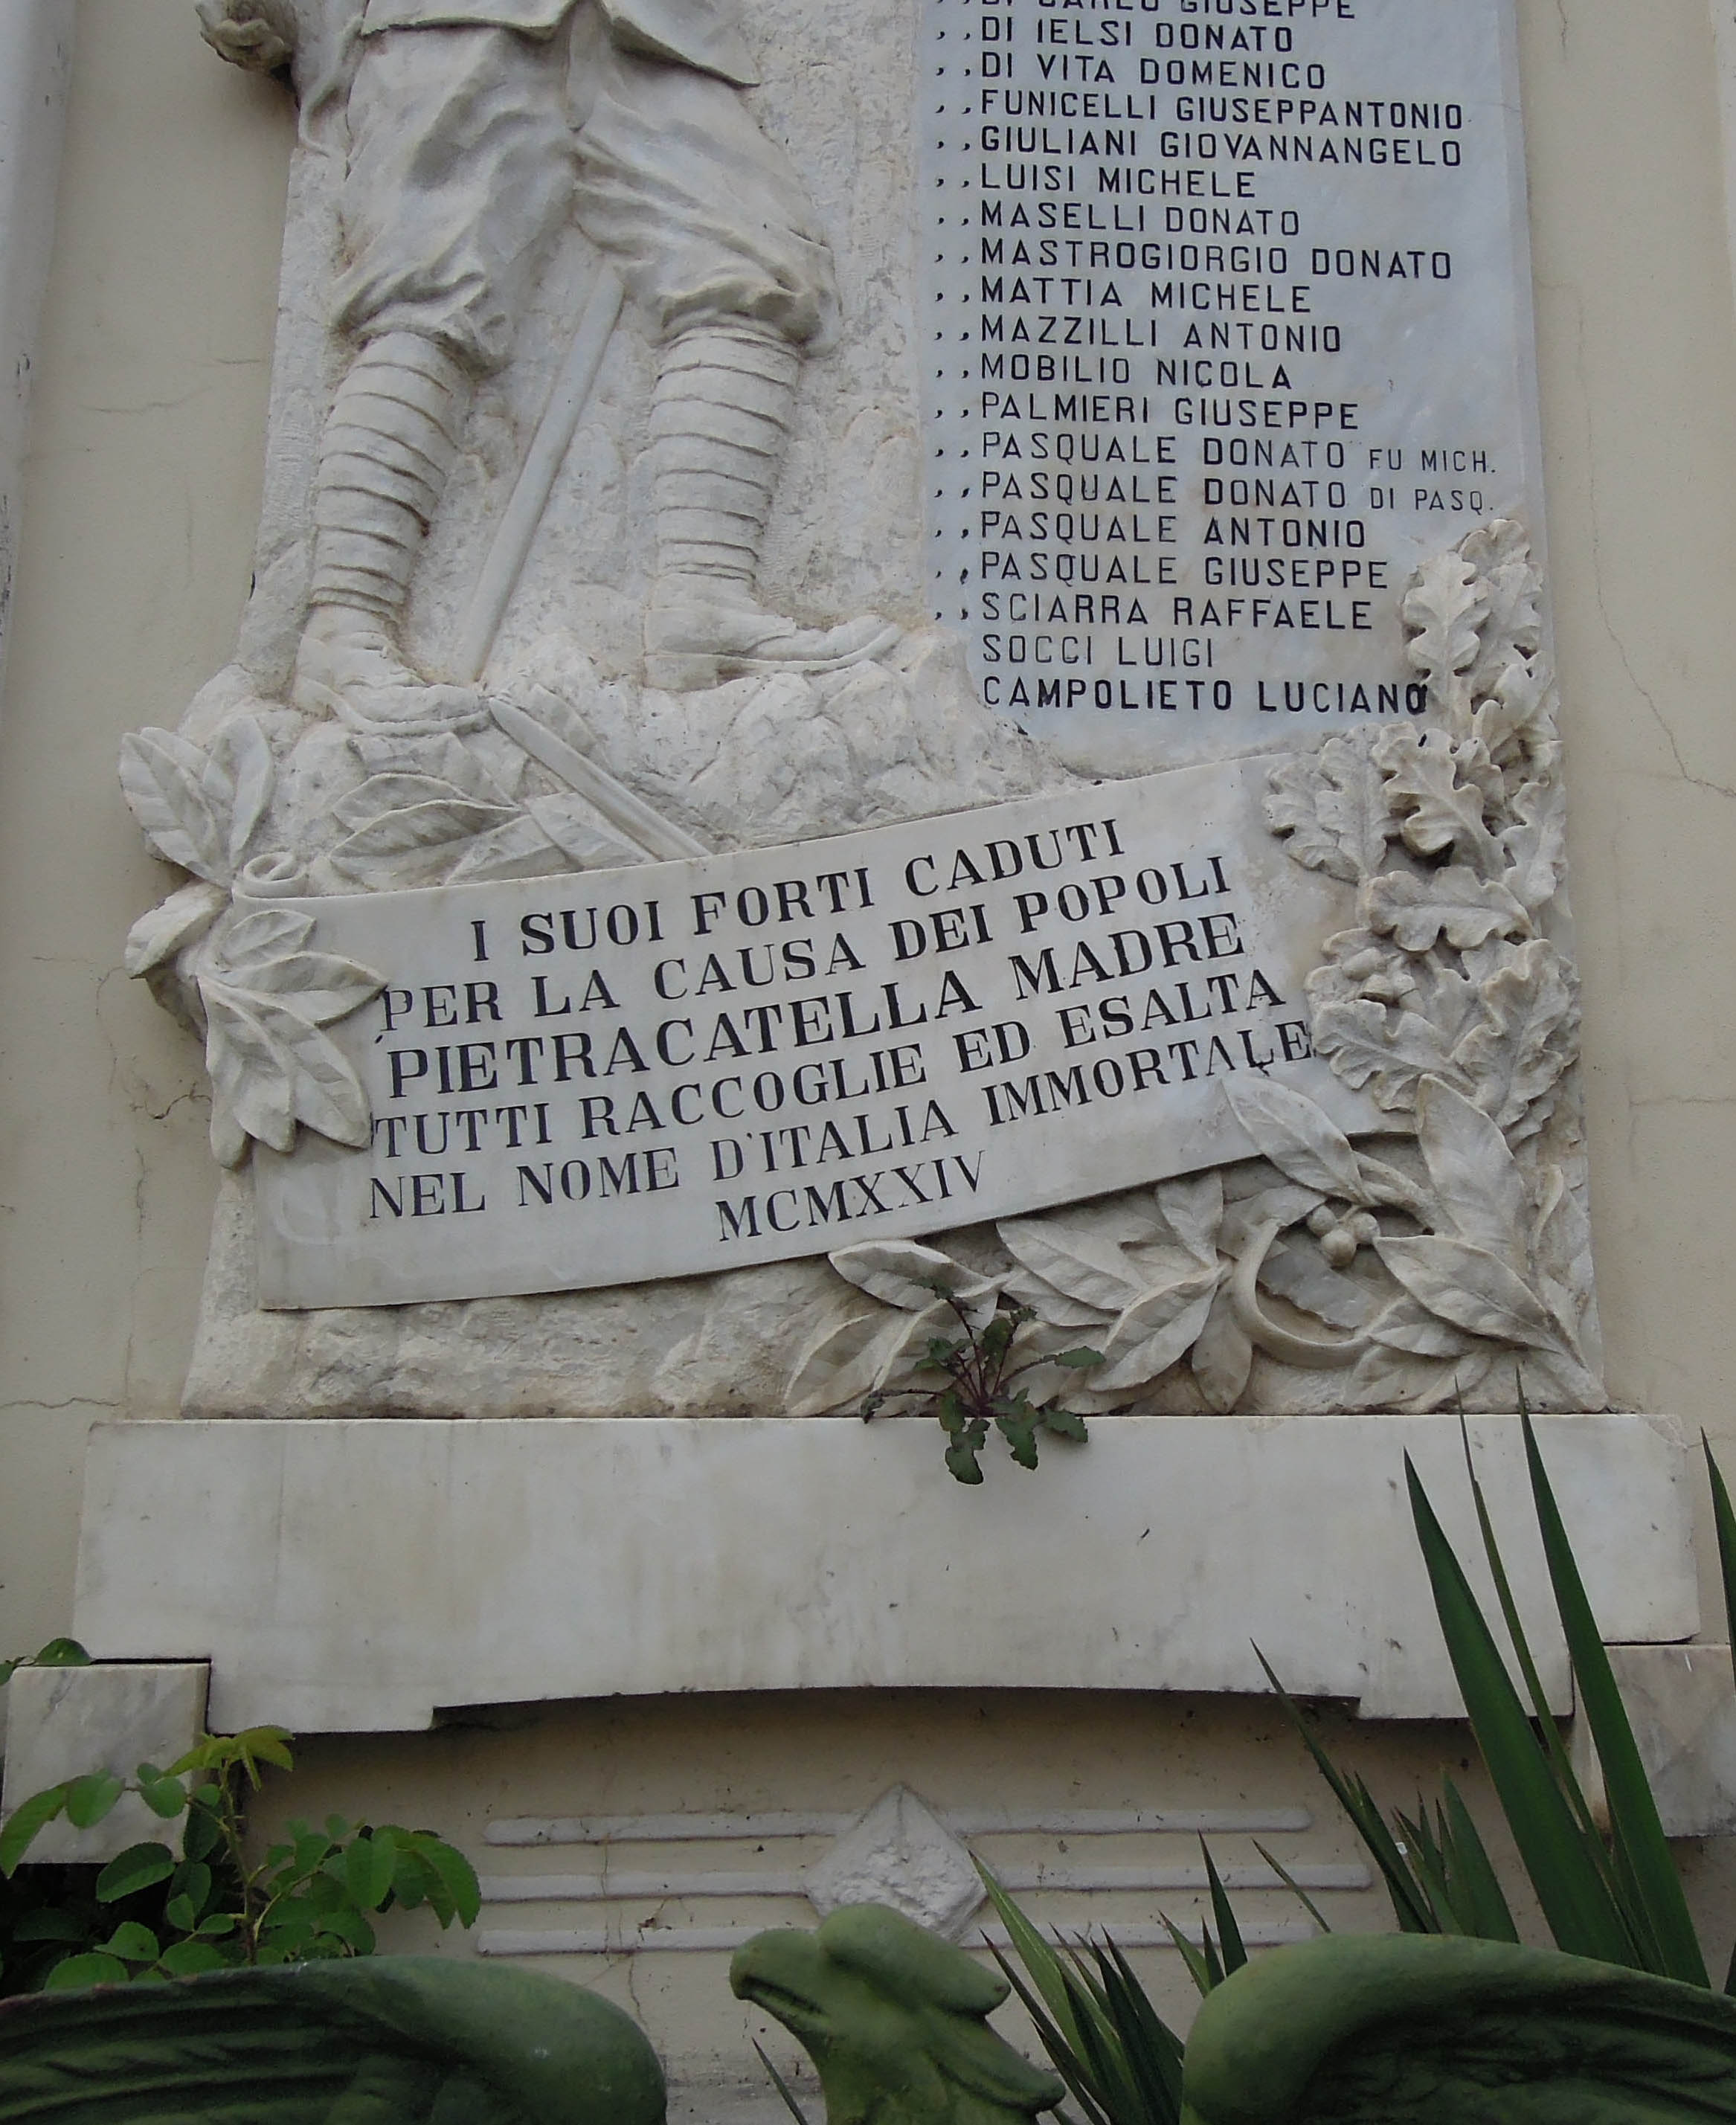 ,, DI CARLO GIUSEPPE
,, DI IELSI DONATO
,, DI VITA DOMENICO
,, FUNICELLI GIUSEPPANTONIO
,, GIULIANI GIOVANNANGELO
,, LUISI MICHELE
,, MASELLI DONATO
,, MASTROGIORGIO DONATO
,, MATTIA MICHELE
,, MAZZILLI ANTONIO
,, MOBILIO NICOLA
,, PALMIERI GIUSEPPE
,, PASQUALE DONATO FU MICH.
,, PASQUALE DONATO DI PASQ.
,, PASQUALE ANTONIO
,, PASQUALE GIUSEPPE
,, SCIARRA RAFFAELE
SOCCI LUIGI
CAMPOLIETO LUCIANO
I SUOI FORTI CADUTI
PER LA CAUSA DEI POPOLI
PIETRACATELLA MADRE
TUTTI RACCOGLIE ED ESALTA
NEL NOME D'ITALIA IMMORTALE
MCMXXIV